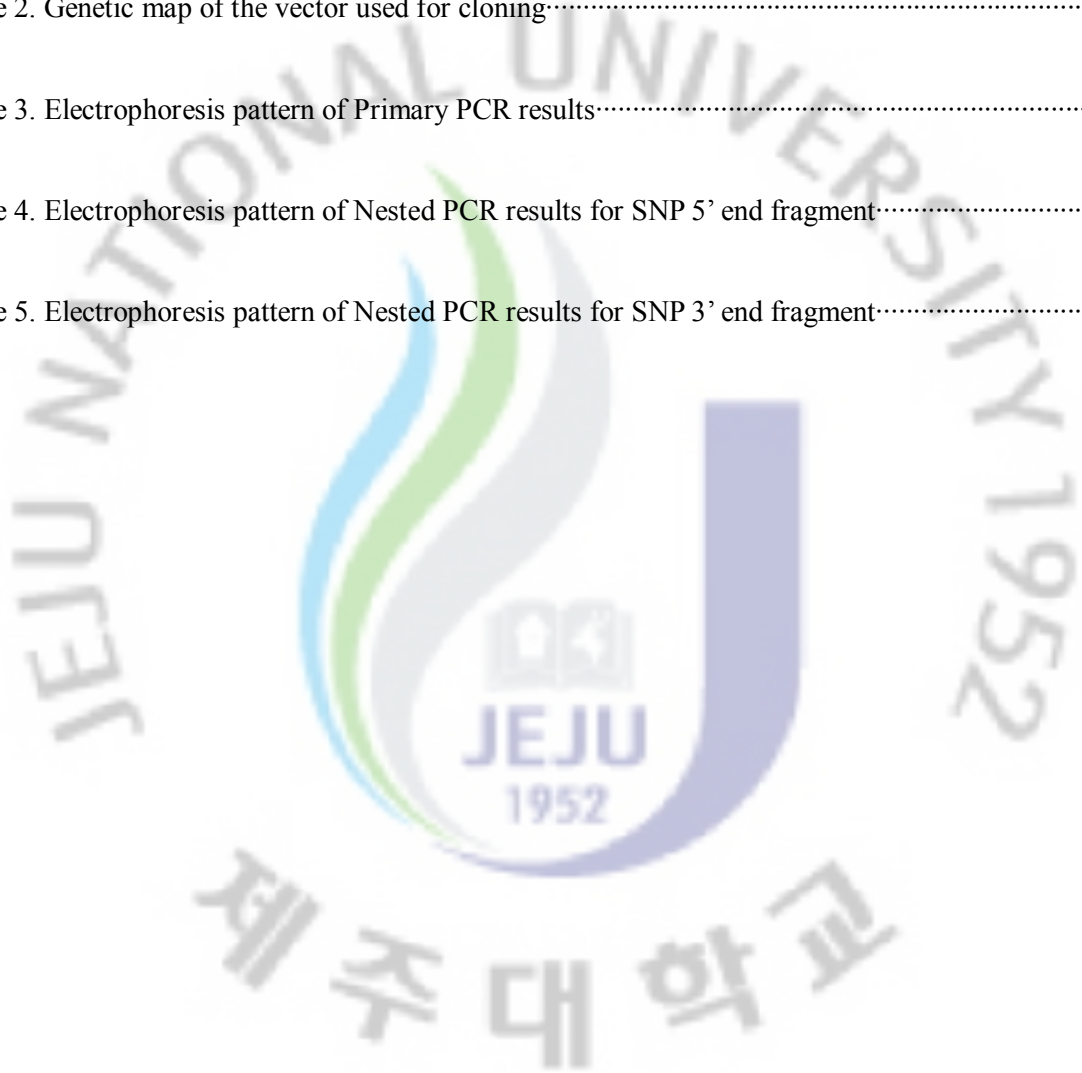 e 2. Genetic map of the vector used for cloning
e 3. Electrophoresis pattern of Primary PCR results
e 4. Electrophoresis pattern of Nested PCR results for SNP 5’ end fragment
e 5. Electrophoresis pattern of Nested PCR results for SNP 3’ end fragment
JEJU NATIONAL UNIVERSITY 1952
JEJU
1952
제주대학교